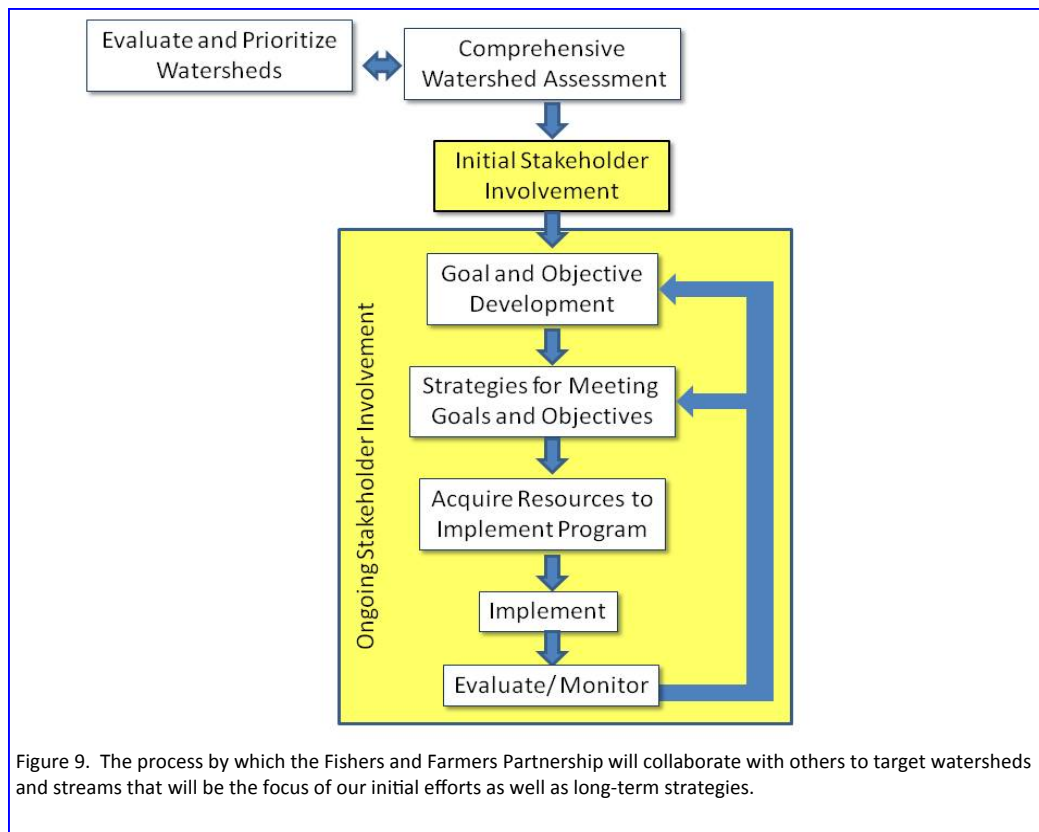 Evaluate and Prioritize
Watersheds
Comprehensive
Watershed Assessment
Initial Stakeholder
Involvement
Ongoing Stakeholder Involvement
Goal and Objective
Development
Strategies for Meeting
Goals and Objectives
Acquire Resources to
Implement Program
Implement
Evaluate/ Monitor
Figure 9.  The process by which the Fishers and Farmers Partnership will collaborate with others to target watersheds
and streams that will be the focus of our initial efforts as well as long-term strategies.